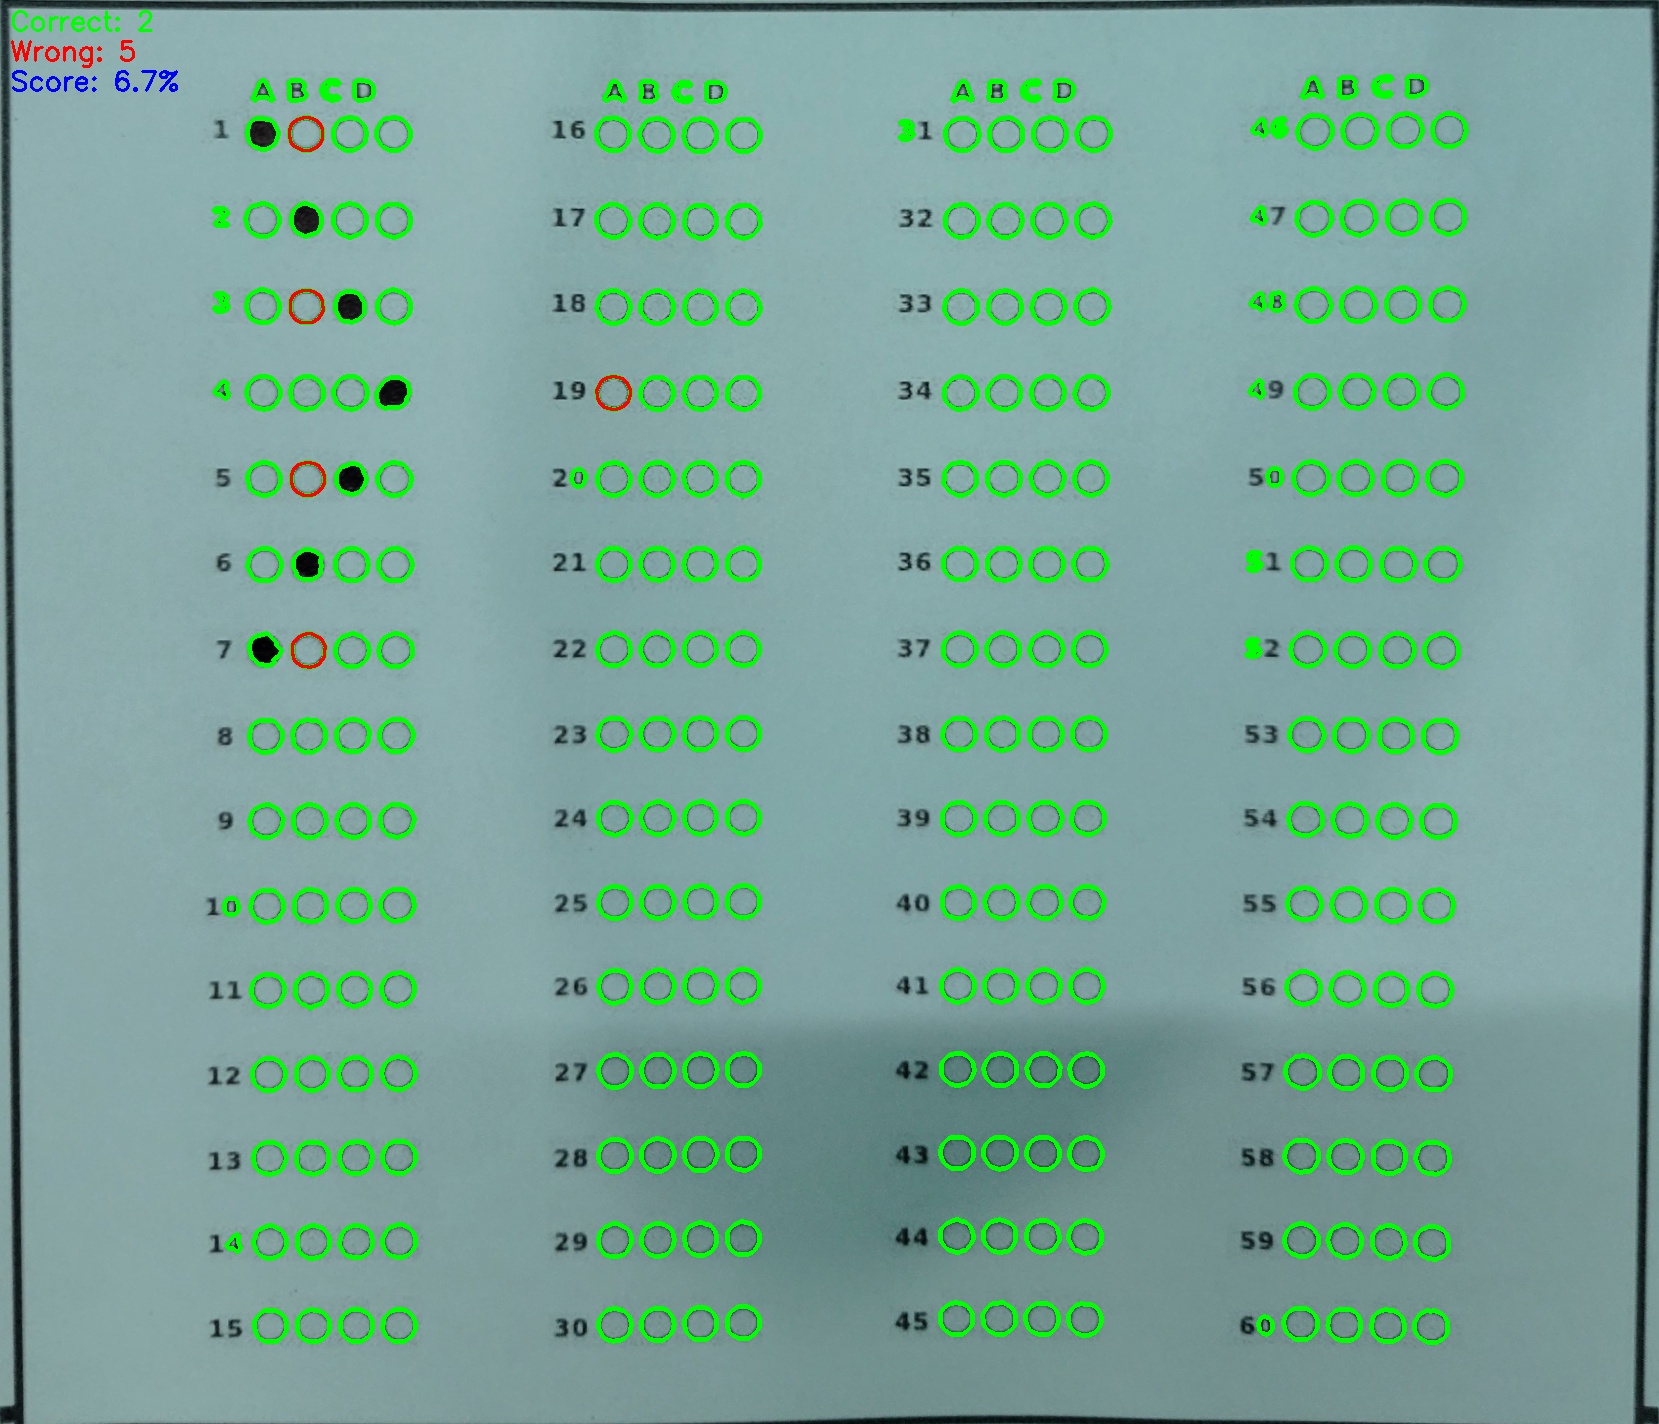 Correct: 2
Wrong: 5
Score: 6.7%
A B C D A B C D A B C D A B C D
1 16 31 46
2 17 32 47
3 18 33 48
4 19 34 49
5 20 35 50
6 21 36 51
7 22 37 52
8 23 38 53
9 24 39 54
10 25 40 55
11 26 41 56
12 27 42 57
13 28 43 58
14 29 44 59
15 30 45 60